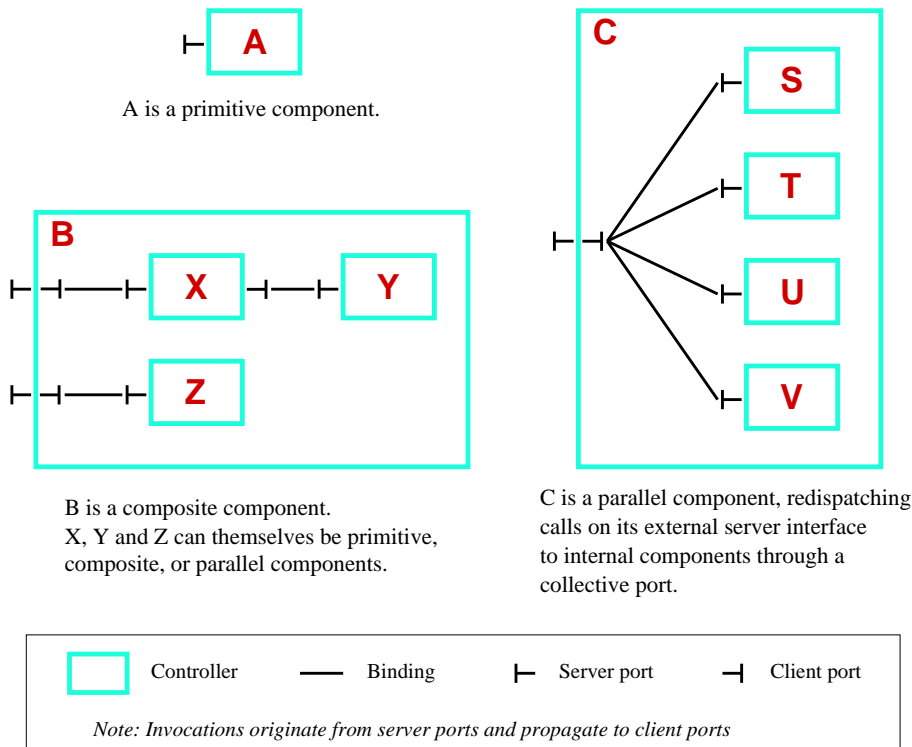 A
A is a primitive component.
B
X
Y
Z
B is a composite component.
X, Y and Z can themselves be primitive,
composite, or parallel components.
C
S
T
U
V
C is a parallel component, redispatching
calls on its external server interface
to internal components through a
collective port.
Controller
Binding
Server port
Client port
Note: Invocations originate from server ports and propagate to client ports